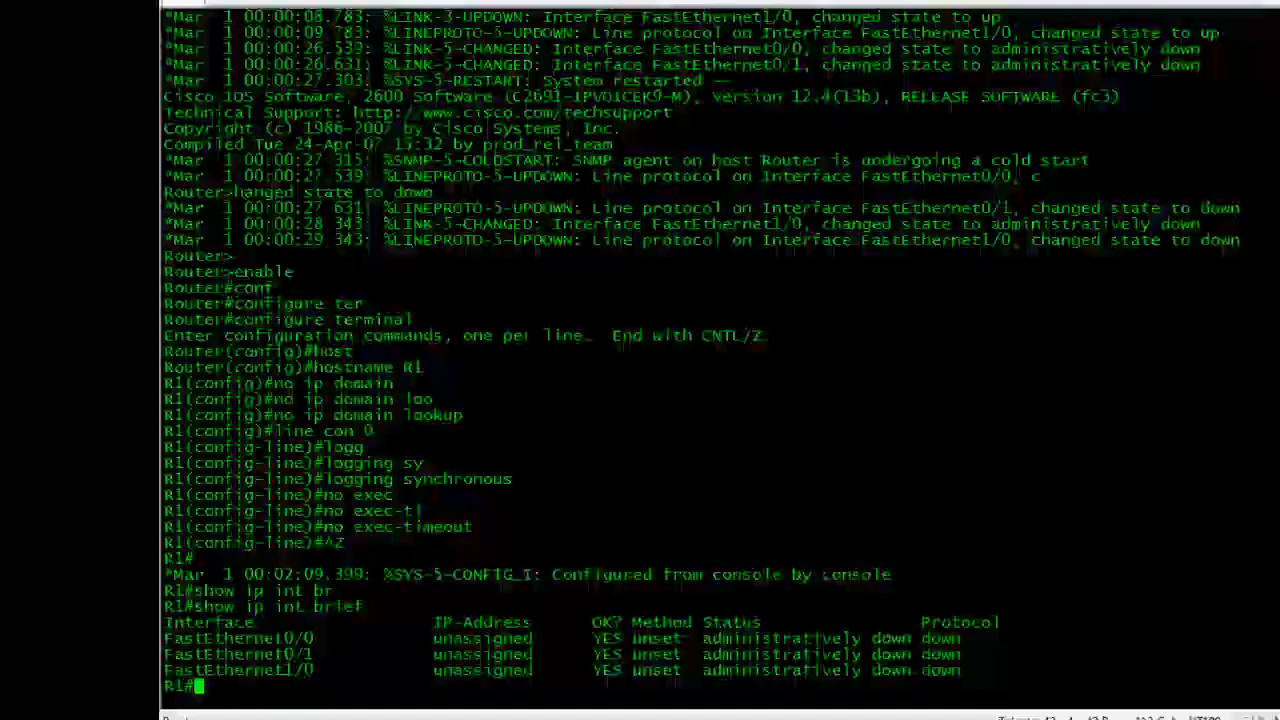 *Mar  1 00:00:08.783: %LINK-3-UPDOWN: Interface FastEthernet1/0, changed state to up
*Mar  1 00:00:09.783: %LINEPROTO-5-UPDOWN: Line protocol on Interface FastEthernet1/0, changed state to up
*Mar  1 00:00:26.539: %LINK-5-CHANGED: Interface FastEthernet0/0, changed state to administratively down
*Mar  1 00:00:26.631: %LINK-5-CHANGED: Interface FastEthernet0/1, changed state to administratively down
*Mar  1 00:00:27.303: %SYS-5-RESTART: System restarted --
Cisco IOS Software, 2600 Software (C2691-IPVOICEK9-M), Version 12.4(13b), RELEASE SOFTWARE (fc3)
Technical Support: http://www.cisco.com/techsupport
Copyright (c) 1986-2007 by Cisco Systems, Inc.
Compiled Tue 24-Apr-07 15:32 by prod_rel_team
*Mar  1 00:00:27.315: %SNMP-5-COLDSTART: SNMP agent on host Router is undergoing a cold start
*Mar  1 00:00:27.539: %LINEPROTO-5-UPDOWN: Line protocol on Interface FastEthernet0/0, c
Router>hanged state to down
*Mar  1 00:00:27.631: %LINEPROTO-5-UPDOWN: Line protocol on Interface FastEthernet0/1, changed state to down
*Mar  1 00:00:28.343: %LINK-5-CHANGED: Interface FastEthernet1/0, changed state to administratively down
*Mar  1 00:00:29.343: %LINEPROTO-5-UPDOWN: Line protocol on Interface FastEthernet1/0, changed state to down
Router>
Router>enable
Router#conf
Router#configure ter
Router#configure terminal
Enter configuration commands, one per line.  End with CNTL/Z.
Router(config)#host
Router(config)#hostname R1
R1(config)#no ip domain
R1(config)#no ip domain loo
R1(config)#no ip domain lookup
R1(config)#line con 0
R1(config-line)#logg
R1(config-line)#logging sy
R1(config-line)#logging synchronous
R1(config-line)#no exec
R1(config-line)#no exec-t
R1(config-line)#no exec-timeout
R1(config-line)#^Z
R1#
*Mar  1 00:02:09.399: %SYS-5-CONFIG_I: Configured from console by console
R1#show ip int br
R1#show ip int brief
Interface IP-Address OK? Method Status Protocol
FastEthernet0/0 unassigned YES unset administratively down down
FastEthernet0/1 unassigned YES unset administratively down down
FastEthernet1/0 unassigned YES unset administratively down down
R1#